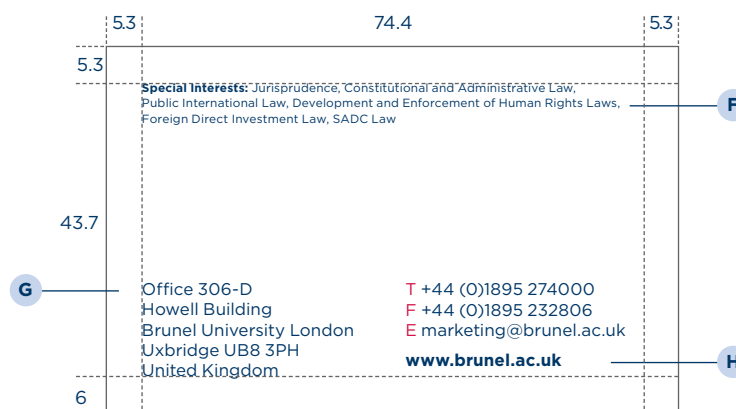 5.3 74.4 5.3
5.3
Special Interests: Jurisprudence, Constitutional and Administrative Law,
Public International Law, Development and Enforcement of Human Rights Laws,
Foreign Direct Investment Law, SADC Law
F
43.7
G
Office 306-D
Howell Building
Brunel University London
Uxbridge UB8 3PH
United Kingdom
T +44 (0)1895 274000
F +44 (0)1895 232806
E marketing@brunel.ac.uk
www.brunel.ac.uk
H
6